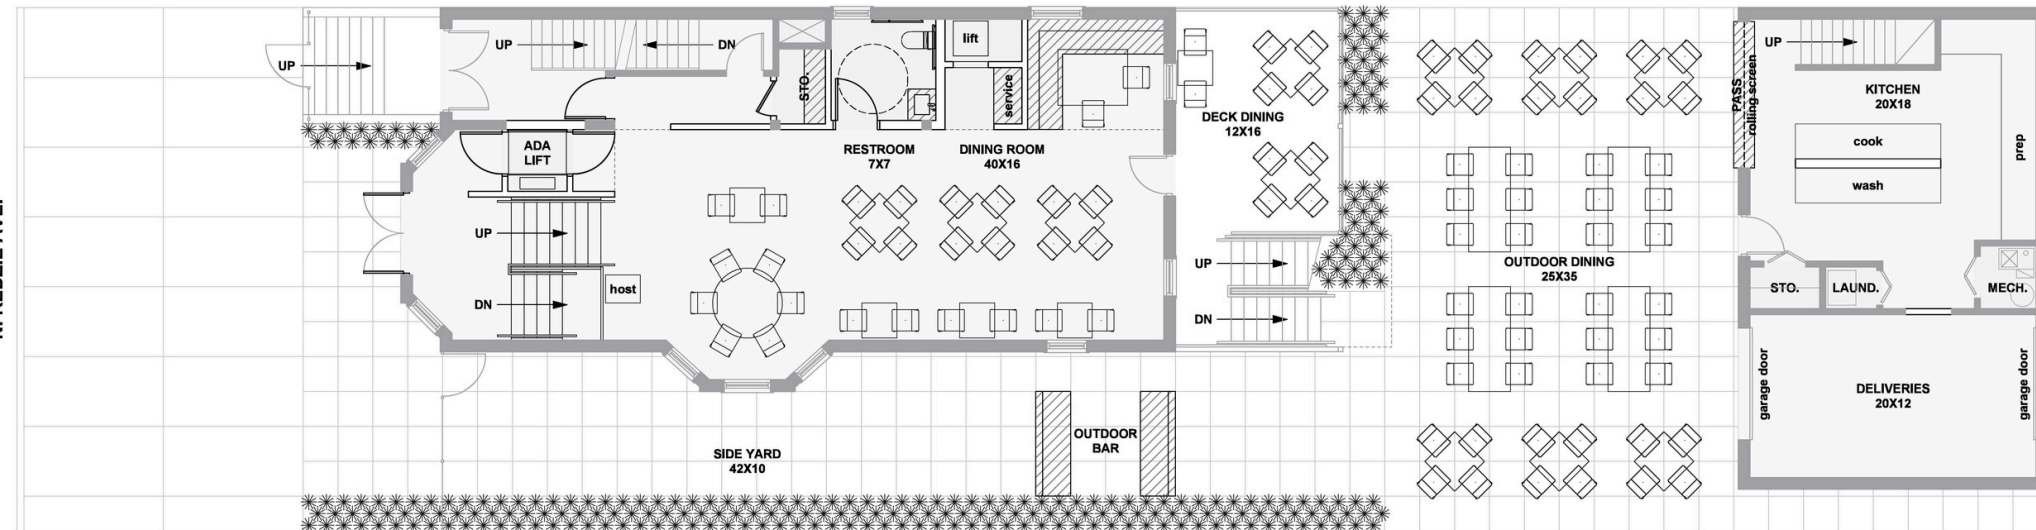 UP
UP
DN
STO.
lift
service
ADA
LIFT
RESTROOM
7X7
DINING ROOM
40X16
DECK DINING
12X16
UP
DN
host
UP
DN
SIDE YARD
42X10
OUTDOOR
BAR
OUTDOOR DINING
25X35
PASS
rolling screen
UP
KITCHEN
20X18
cook
wash
prep
STO.
LAUND.
MECH.
garage door
DELIVERIES
20X12
garage door